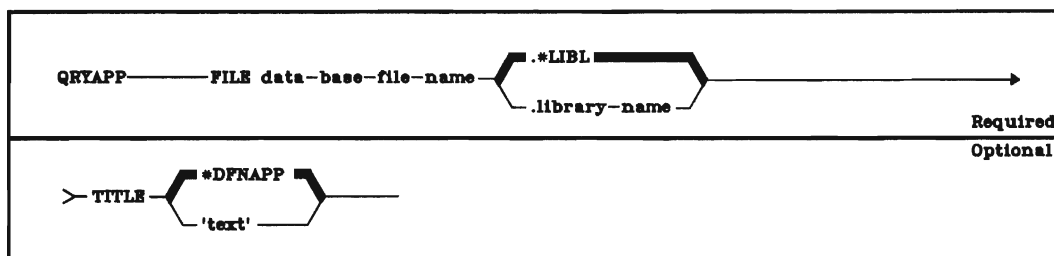 .*LIBL
QRYAPP FILE data-base-file-name
.library-name
Required
Optional
*DFNAPP
TITLE
'text'